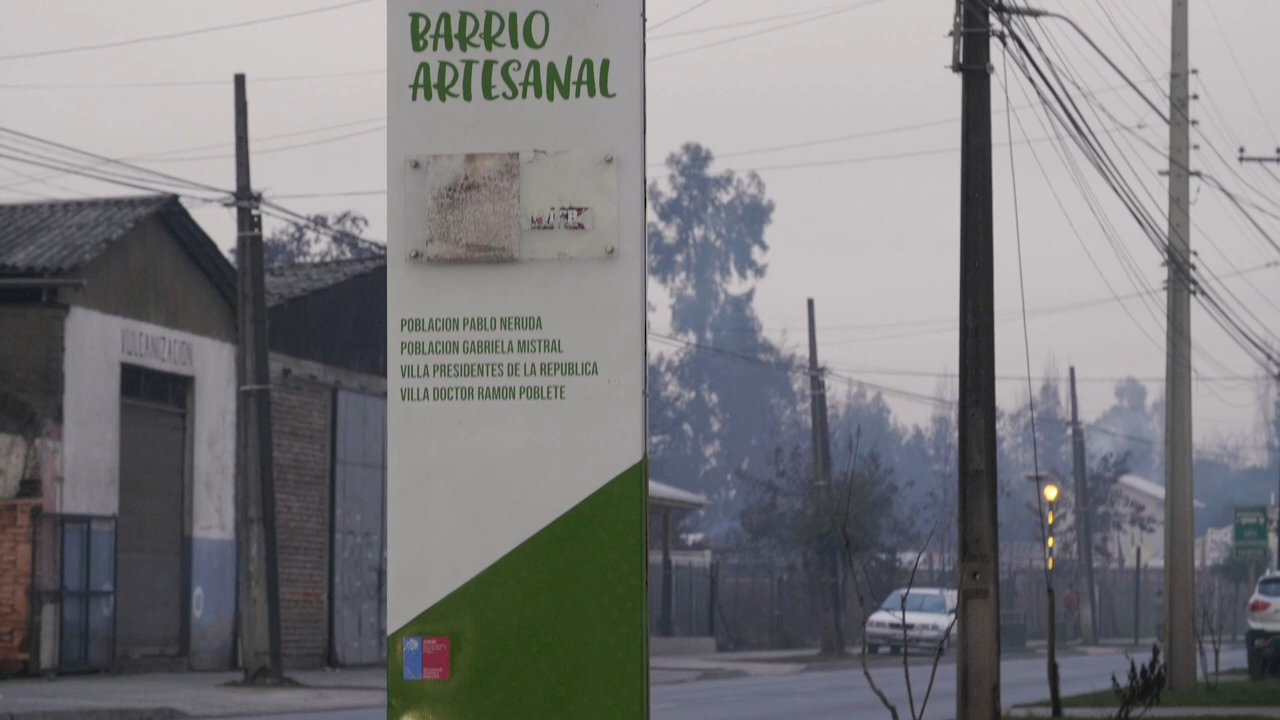 BARRIO
ARTESANAL
POBLACION PABLO NERUDA
POBLACION GABRIELA MISTRAL
VILLA PRESIDENTES DE LA REPUBLICA
VILLA DOCTOR RAMON POBLETE
VULCANIZACION